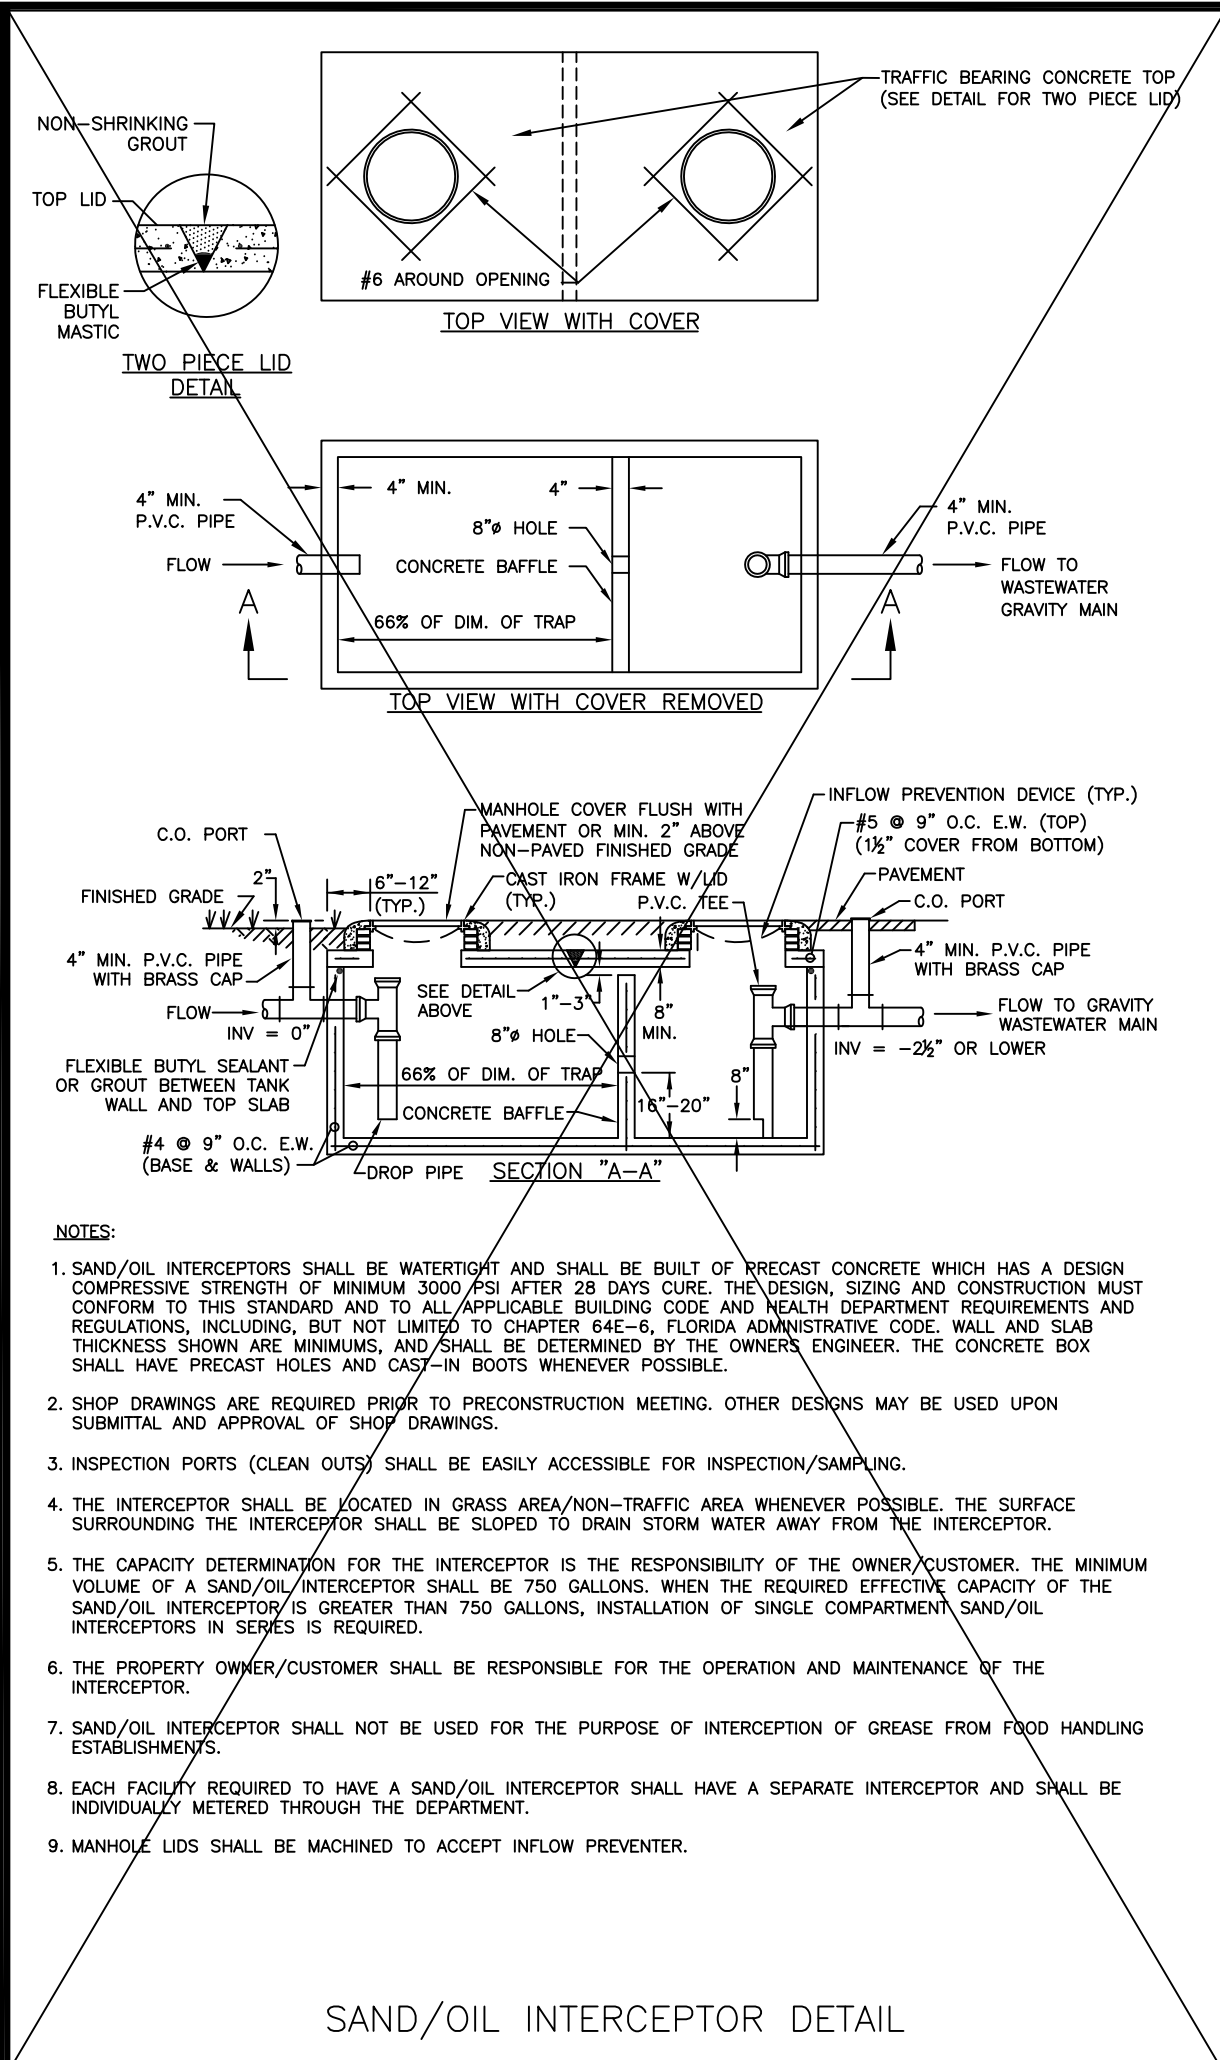 TRAFFIC BEARING CONCRETE TOP
(SEE DETAIL FOR TWO PIECE LID)
NON-SHRINKING
GROUT
TOP LID
FLEXIBLE
BUTYL
MASTIC
#6 AROUND OPENING
TOP VIEW WITH COVER
TWO PIECE LID
DETAIL
4" MIN.
P.V.C. PIPE
FLOW
4" MIN.
4"
8"ø HOLE
CONCRETE BAFFLE
66% OF DIM. OF TRAP
4" MIN.
P.V.C. PIPE
FLOW TO
WASTEWATER
GRAVITY MAIN
A
A
TOP VIEW WITH COVER REMOVED
C.O. PORT
2"
FINISHED GRADE
6"-12"
(TYP.)
MANHOLE COVER FLUSH WITH
PAVEMENT OR MIN. 2" ABOVE
NON-PAVED FINISHED GRADE
CAST IRON FRAME W/LID
(TYP.)
P.V.C. TEE
INFLOW PREVENTION DEVICE (TYP.)
#5 @ 9" O.C. E.W. (TOP)
(1½" COVER FROM BOTTOM)
PAVEMENT
C.O. PORT
4" MIN. P.V.C. PIPE
WITH BRASS CAP
4" MIN. P.V.C. PIPE
WITH BRASS CAP
FLOW
INV = 0"
SEE DETAIL
ABOVE
1"-3"
8"
MIN.
8"ø HOLE
FLOW TO GRAVITY
WASTEWATER MAIN
INV = -2½" OR LOWER
FLEXIBLE BUTYL SEALANT
OR GROUT BETWEEN TANK
WALL AND TOP SLAB
66% OF DIM. OF TRAP
8"
16"-20"
CONCRETE BAFFLE
#4 @ 9" O.C. E.W.
(BASE & WALLS)
DROP PIPE
SECTION "A-A"
NOTES:
1. SAND/OIL INTERCEPTORS SHALL BE WATERTIGHT AND SHALL BE BUILT OF PRECAST CONCRETE WHICH HAS A DESIGN
COMPRESSIVE STRENGTH OF MINIMUM 3000 PSI AFTER 28 DAYS CURE. THE DESIGN, SIZING AND CONSTRUCTION MUST
CONFORM TO THIS STANDARD AND TO ALL APPLICABLE BUILDING CODE AND HEALTH DEPARTMENT REQUIREMENTS AND
REGULATIONS, INCLUDING, BUT NOT LIMITED TO CHAPTER 64E-6, FLORIDA ADMINISTRATIVE CODE. WALL AND SLAB
THICKNESS SHOWN ARE MINIMUMS, AND SHALL BE DETERMINED BY THE OWNERS ENGINEER. THE CONCRETE BOX
SHALL HAVE PRECAST HOLES AND CAST-IN BOOTS WHENEVER POSSIBLE.
2. SHOP DRAWINGS ARE REQUIRED PRIOR TO PRECONSTRUCTION MEETING. OTHER DESIGNS MAY BE USED UPON
SUBMITTAL AND APPROVAL OF SHOP DRAWINGS.
3. INSPECTION PORTS (CLEAN OUTS) SHALL BE EASILY ACCESSIBLE FOR INSPECTION/SAMPLING.
4. THE INTERCEPTOR SHALL BE LOCATED IN GRASS AREA/NON-TRAFFIC AREA WHENEVER POSSIBLE. THE SURFACE
SURROUNDING THE INTERCEPTOR SHALL BE SLOPED TO DRAIN STORM WATER AWAY FROM THE INTERCEPTOR.
5. THE CAPACITY DETERMINATION FOR THE INTERCEPTOR IS THE RESPONSIBILITY OF THE OWNER/CUSTOMER. THE MINIMUM
VOLUME OF A SAND/OIL INTERCEPTOR SHALL BE 750 GALLONS. WHEN THE REQUIRED EFFECTIVE CAPACITY OF THE
SAND/OIL INTERCEPTOR IS GREATER THAN 750 GALLONS, INSTALLATION OF SINGLE COMPARTMENT SAND/OIL
INTERCEPTORS IN SERIES IS REQUIRED.
6. THE PROPERTY OWNER/CUSTOMER SHALL BE RESPONSIBLE FOR THE OPERATION AND MAINTENANCE OF THE
INTERCEPTOR.
7. SAND/OIL INTERCEPTOR SHALL NOT BE USED FOR THE PURPOSE OF INTERCEPTION OF GREASE FROM FOOD HANDLING
ESTABLISHMENTS.
8. EACH FACILITY REQUIRED TO HAVE A SAND/OIL INTERCEPTOR SHALL HAVE A SEPARATE INTERCEPTOR AND SHALL BE
INDIVIDUALLY METERED THROUGH THE DEPARTMENT.
9. MANHOLE LIDS SHALL BE MACHINED TO ACCEPT INFLOW PREVENTER.
SAND/OIL INTERCEPTOR DETAIL